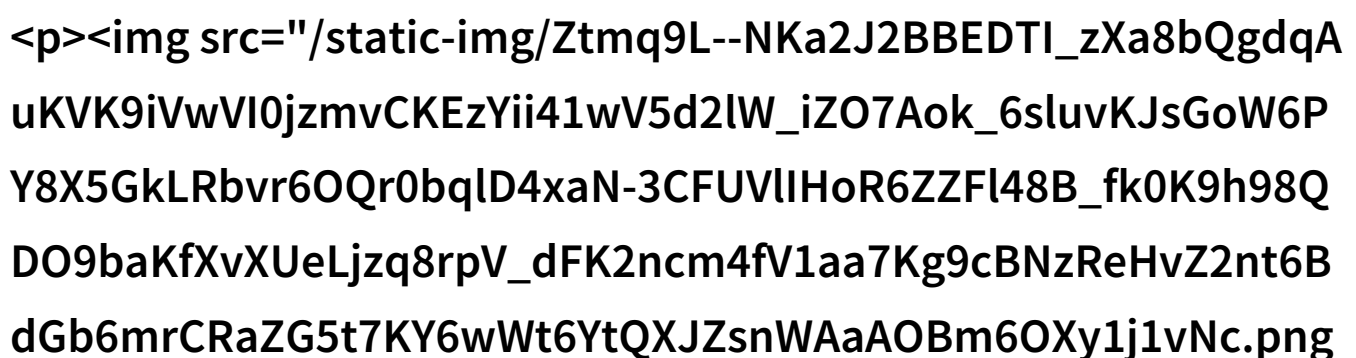 <p><img src="/static-img/Ztmq9L--NKa2J2BBEDTI_zXa8bQgdqA
uKVK9iVwVI0jzmvCKEzYii41wV5d2lW_iZO7Aok_6sluvKJsGoW6P
Y8X5GkLRbvr6OQr0bqlD4xaN-3CFUVlIHoR6ZZFl48B_fk0K9h98Q
DO9baKfXvXUeLjzq8rpV_dFK2ncm4fV1aa7Kg9cBNzReHvZ2nt6B
dGb6mrCRaZG5t7KY6wWt6YtQXJZsnWAaAOBm6OXy1j1vNc.png